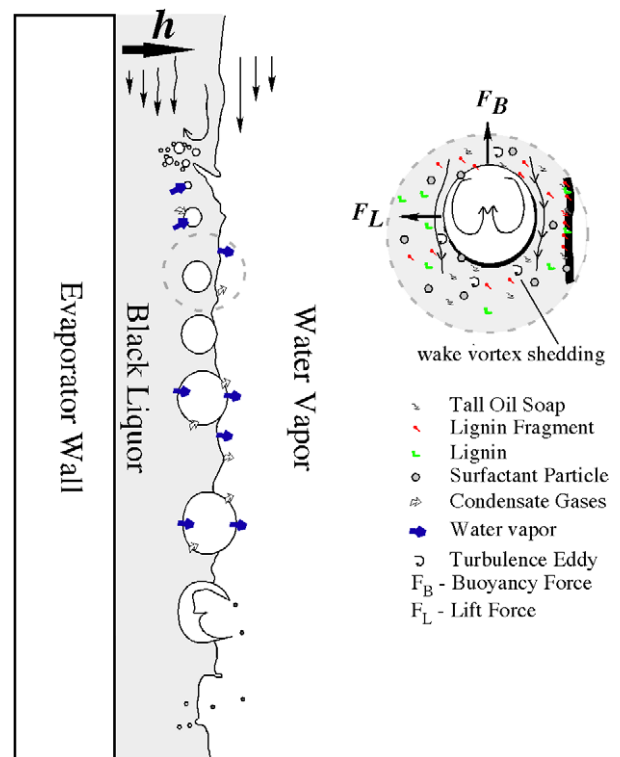 h
Evaporator Wall
Black Liquor
Water Vapor
F_B
F_L
wake vortex shedding
Tall Oil Soap
Lignin Fragment
Lignin
Surfactant Particle
Condensate Gases
Water vapor
Turbulence Eddy
F_B - Buoyancy Force
F_L - Lift Force